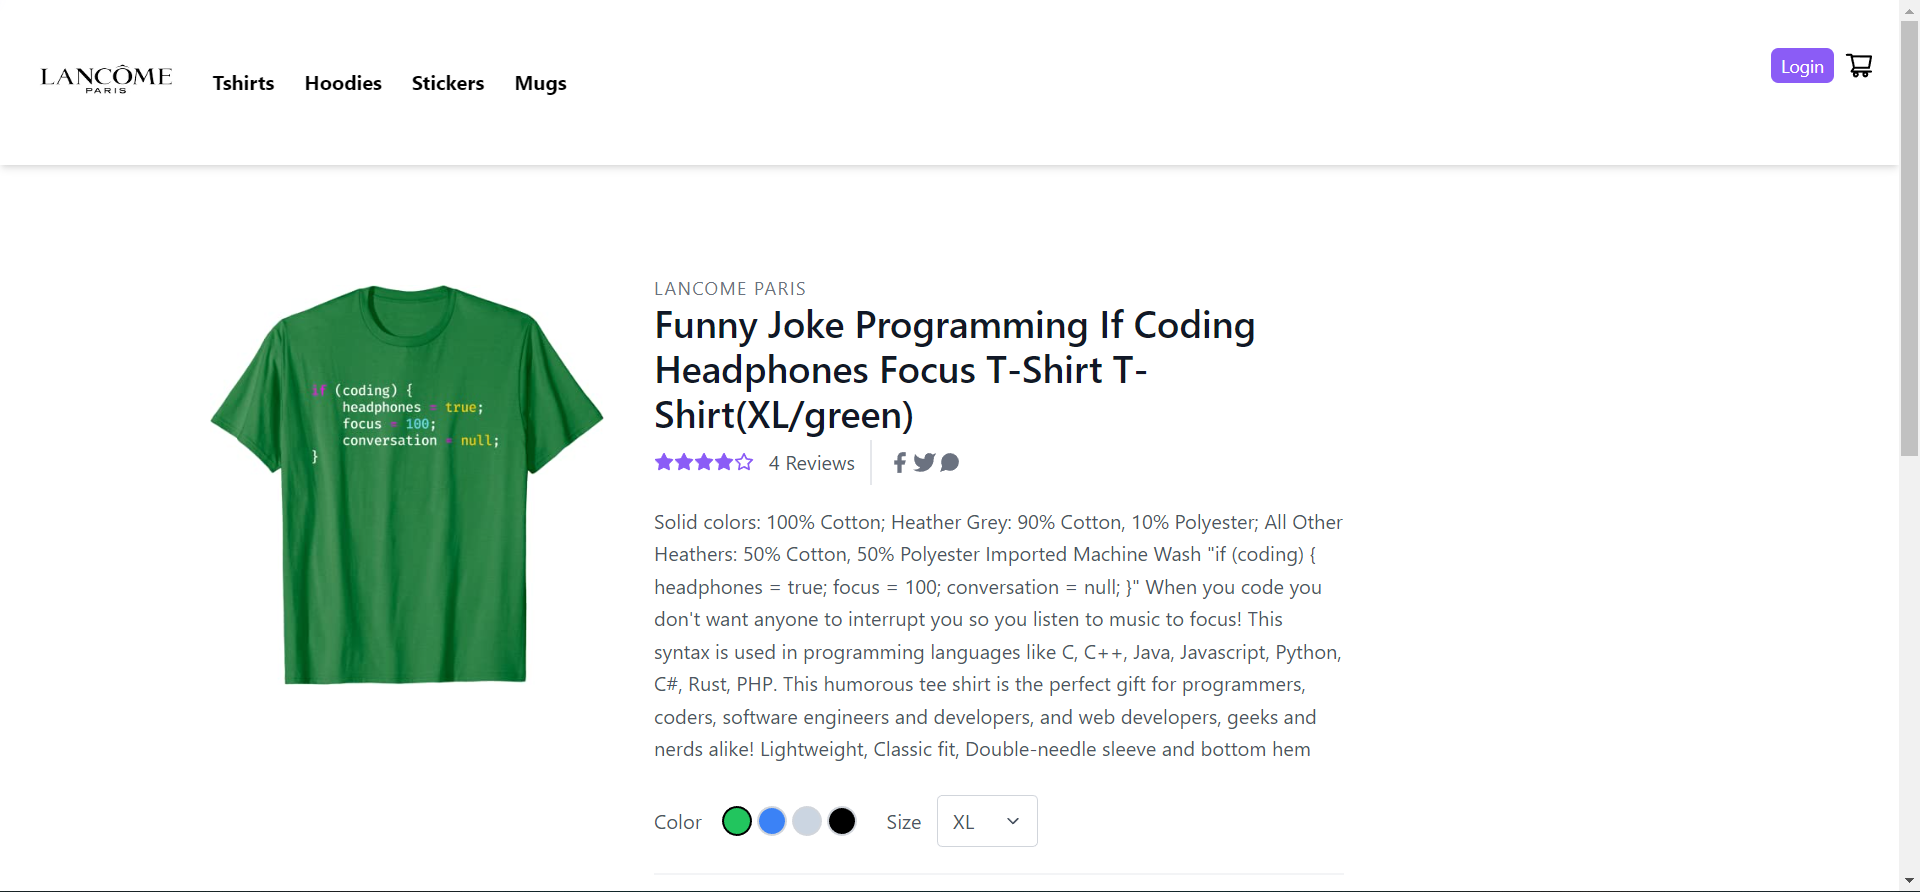 LANCÔME
PARIS
Tshirts
Hoodies
Stickers
Mugs
Login
if (coding) {
headphones = true;
focus = 100;
conversation = null;
}
LANCOME PARIS
Funny Joke Programming If Coding
Headphones Focus T-Shirt T-
Shirt(XL/green)
4 Reviews
Solid colors: 100% Cotton; Heather Grey: 90% Cotton, 10% Polyester; All Other
Heathers: 50% Cotton, 50% Polyester Imported Machine Wash "if (coding) {
headphones = true; focus = 100; conversation = null; }" When you code you
don't want anyone to interrupt you so you listen to music to focus! This
syntax is used in programming languages like C, C++, Java, Javascript, Python,
C#, Rust, PHP. This humorous tee shirt is the perfect gift for programmers,
coders, software engineers and developers, and web developers, geeks and
nerds alike! Lightweight, Classic fit, Double-needle sleeve and bottom hem
Color
Size
XL